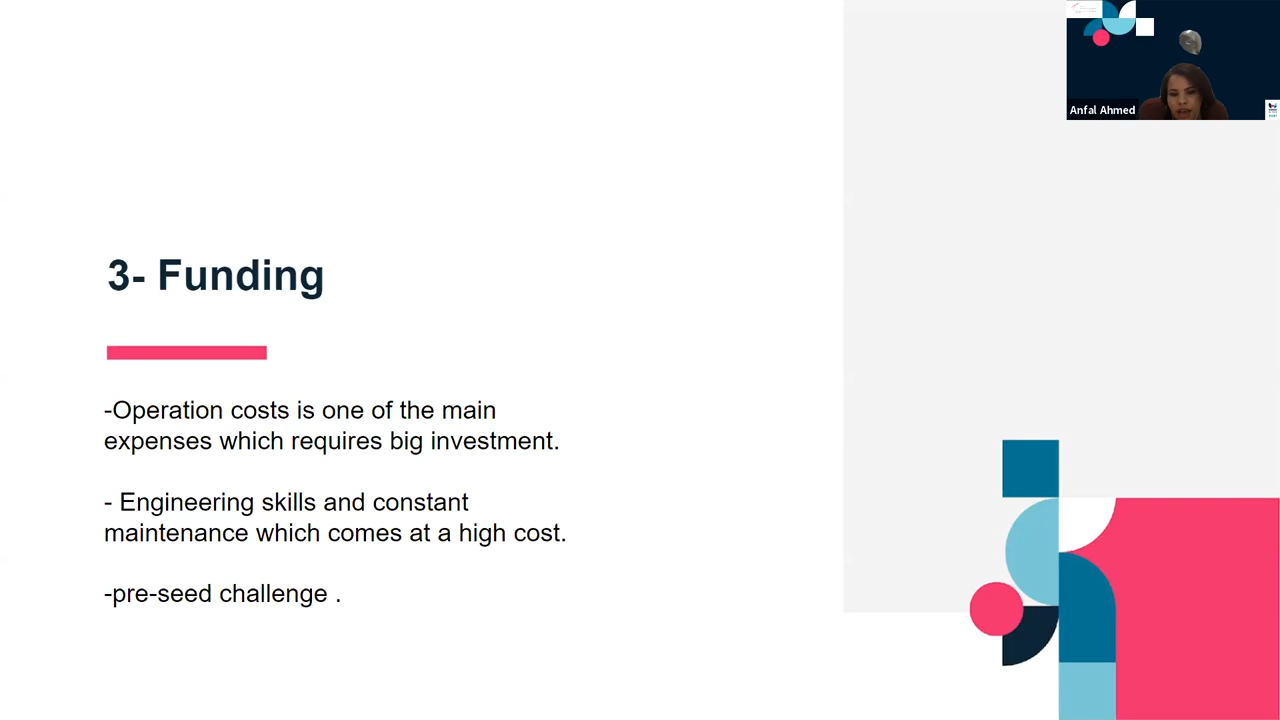 Anfal Ahmed
3- Funding
-Operation costs is one of the main
expenses which requires big investment.
- Engineering skills and constant
maintenance which comes at a high cost.
-pre-seed challenge .